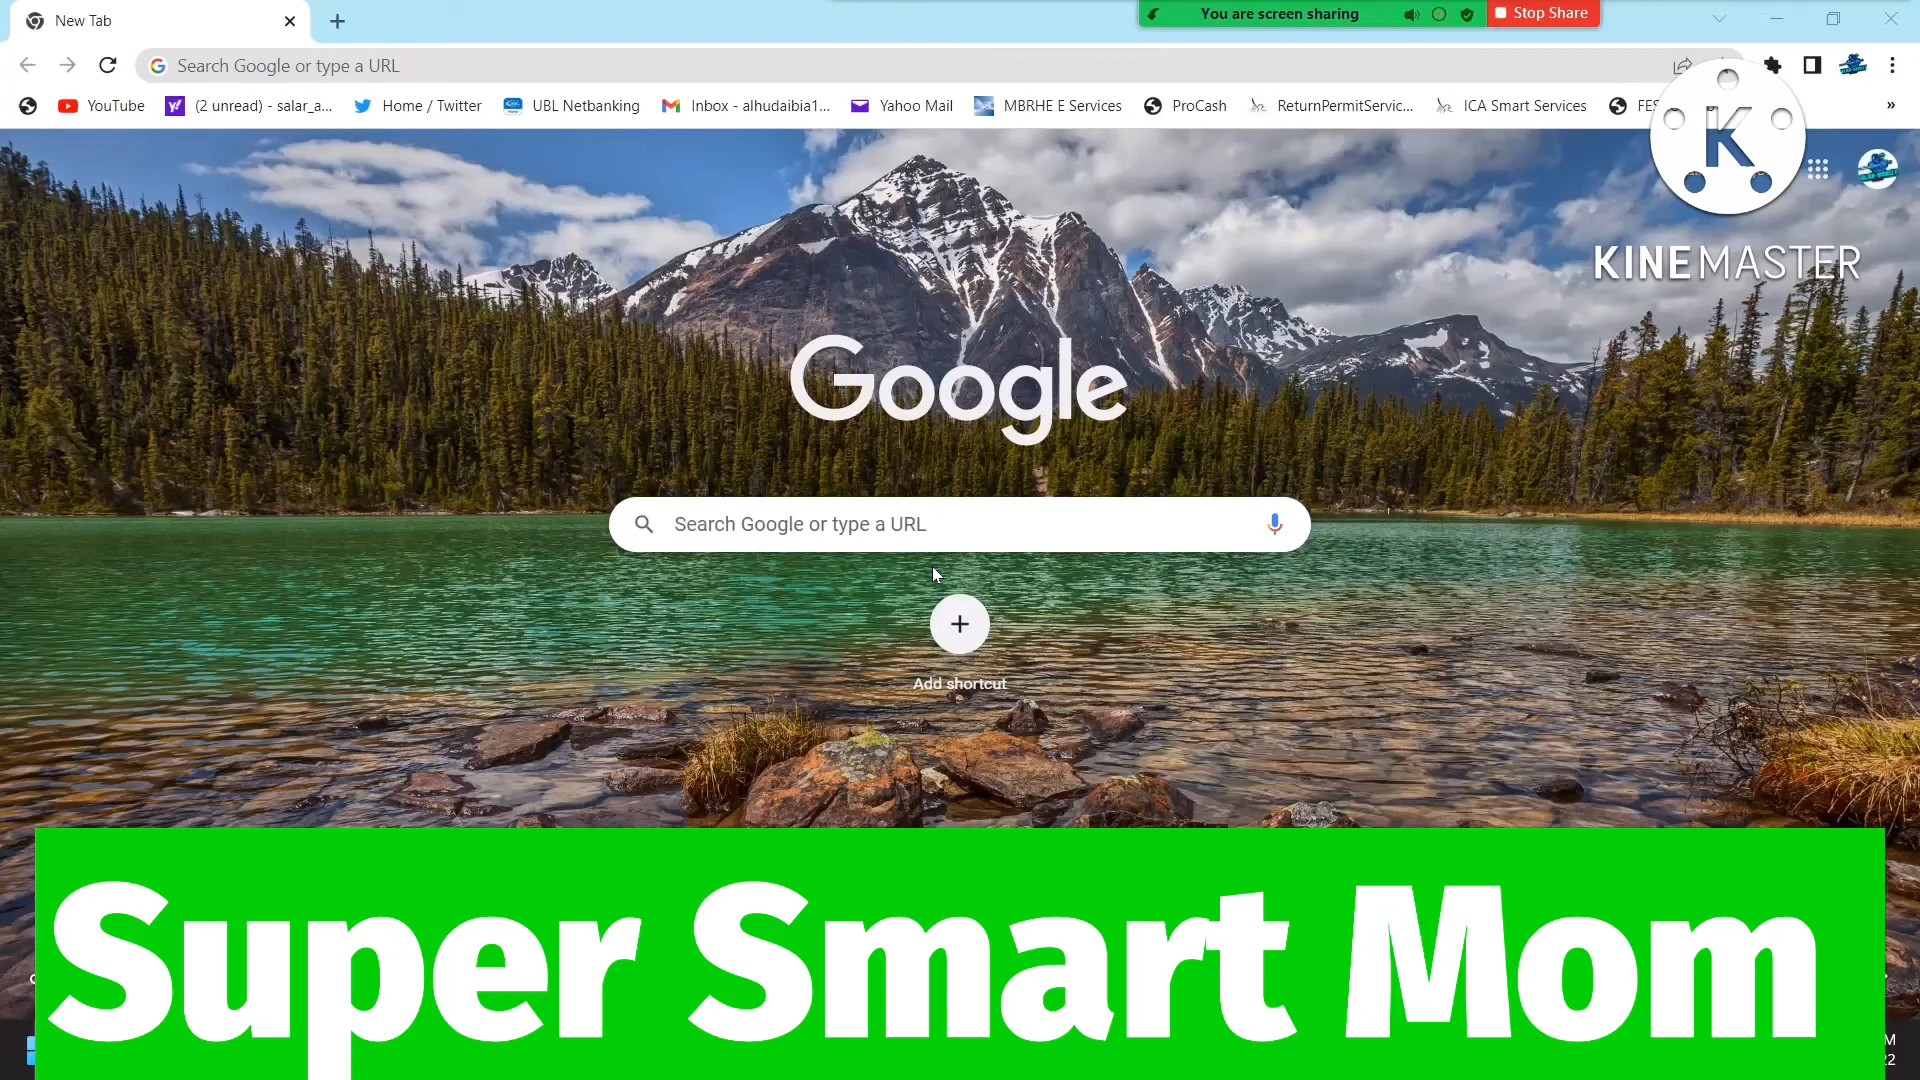 New Tab
You are screen sharing
Stop Share
Search Google or type a URL
YouTube
(2 unread) - salar_a...
Home / Twitter
UBL Netbanking
Inbox - alhudaibia1...
Yahoo Mail
MBRHE E Services
ProCash
ReturnPermitServic...
ICA Smart Services
K
KINEMASTER
Google
Search Google or type a URL
Add shortcut
Super Smart Mom